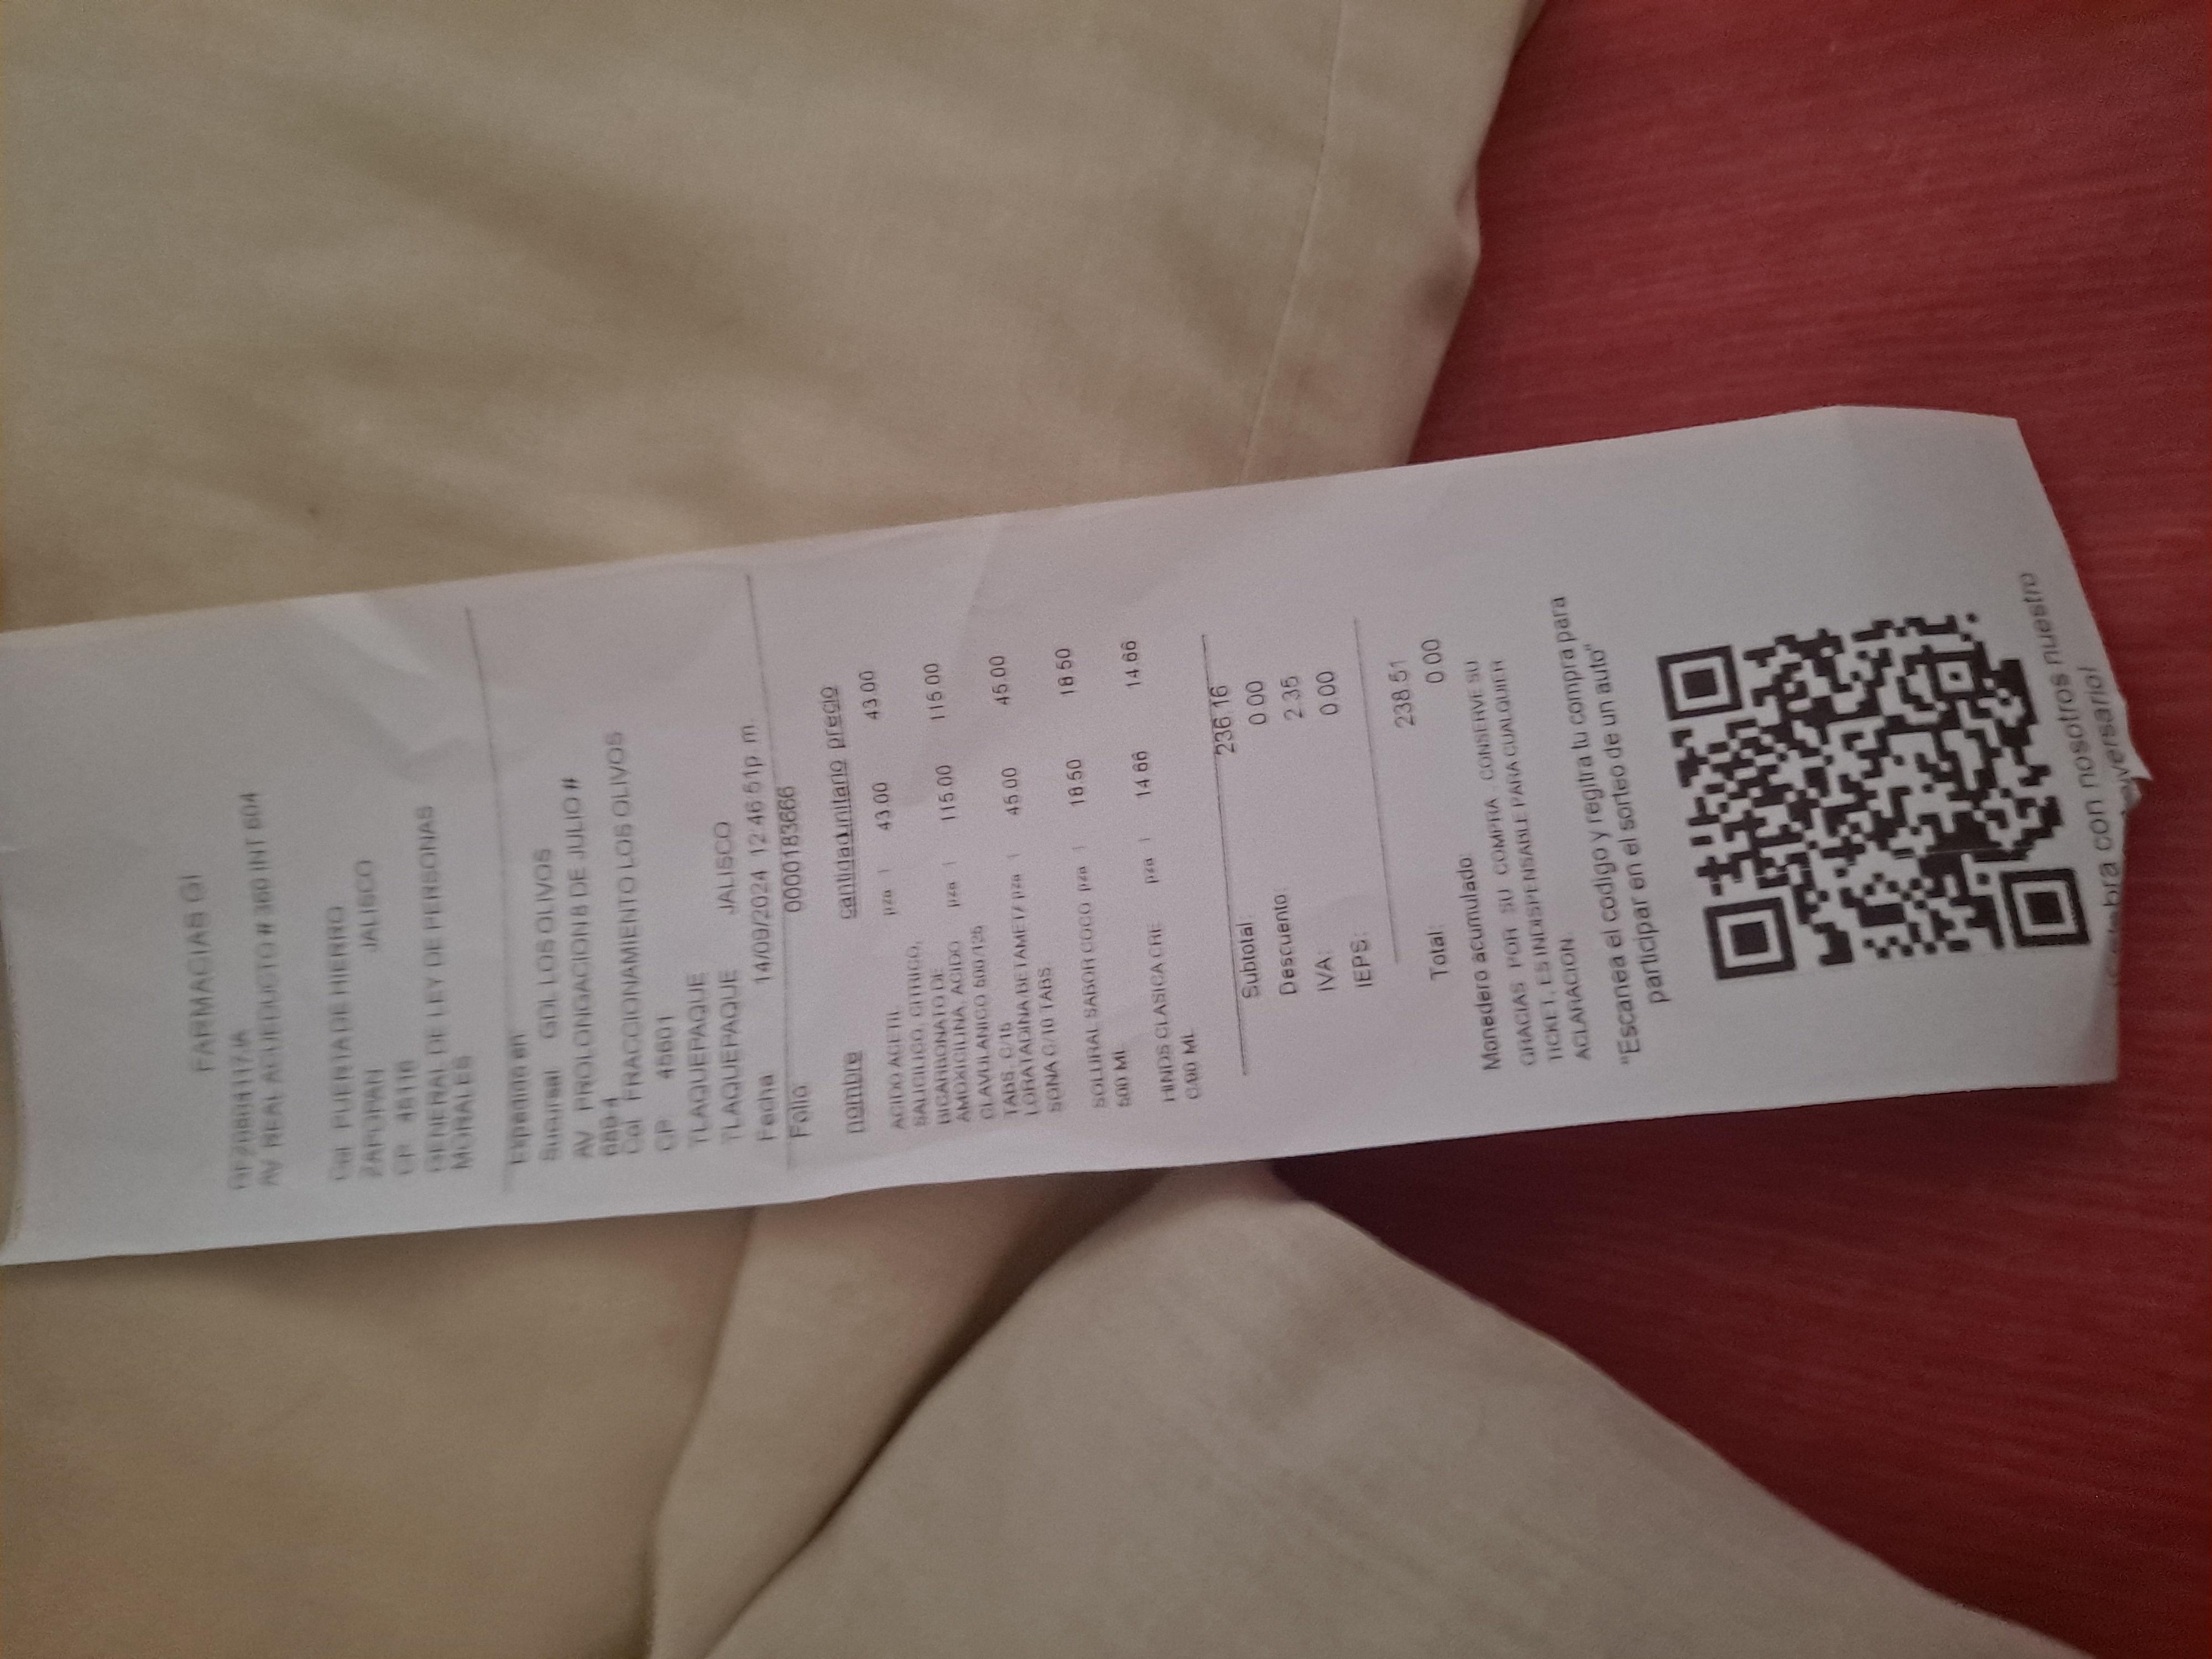 FARMACIAS GI
AV REAL ACUEDUCTO # 360 INT 604
Col PUERTA DE HIERRO
ZAPOPAN JALISCO
CP 45116
GENERAL DE LEY DE PERSONAS
MORALES
Expedido en
Sucursal GDL LOS OLIVOS
AV PROLONGACION 8 DE JULIO #
Col FRACCIONAMIENTO LOS OLIVOS
CP 45601
TLAQUEPAQUE
TLAQUEPAQUE JALISCO
Fecha 14/09/2024 12 46 51p m
Folio 0000183666
nombre cantidad unitario precio
ACIDO ACETIL pza 1 43.00 43.00
SALICILICO, CITRICO,
BICARBONATO DE
AMOXICILINA, ACIDO pza 1 115.00 115.00
CLAVULANICO 500/125
TABS. C/15
LORATADINA BETAMET/ pza 1 45.00 45.00
SONA C/10 TABS
SOLURAL SABOR COCO pza 1 18.50 18.50
500 ML
HINDS CLASICA CRE pza 1 14.66 14.66
C/90 ML
Subtotal: 236.16
Descuento: 0.00
IVA: 2.35
IEPS: 0.00
Total: 238.51
Monedero acumulado: 0.00
GRACIAS POR SU COMPRA . CONSERVE SU
TICKET, ES INDISPENSABLE PARA CUALQUIER
ACLARACION.
"Escanea el codigo y regitra tu compra para
participar en el sorteo de un auto"
con nosotros nuestro